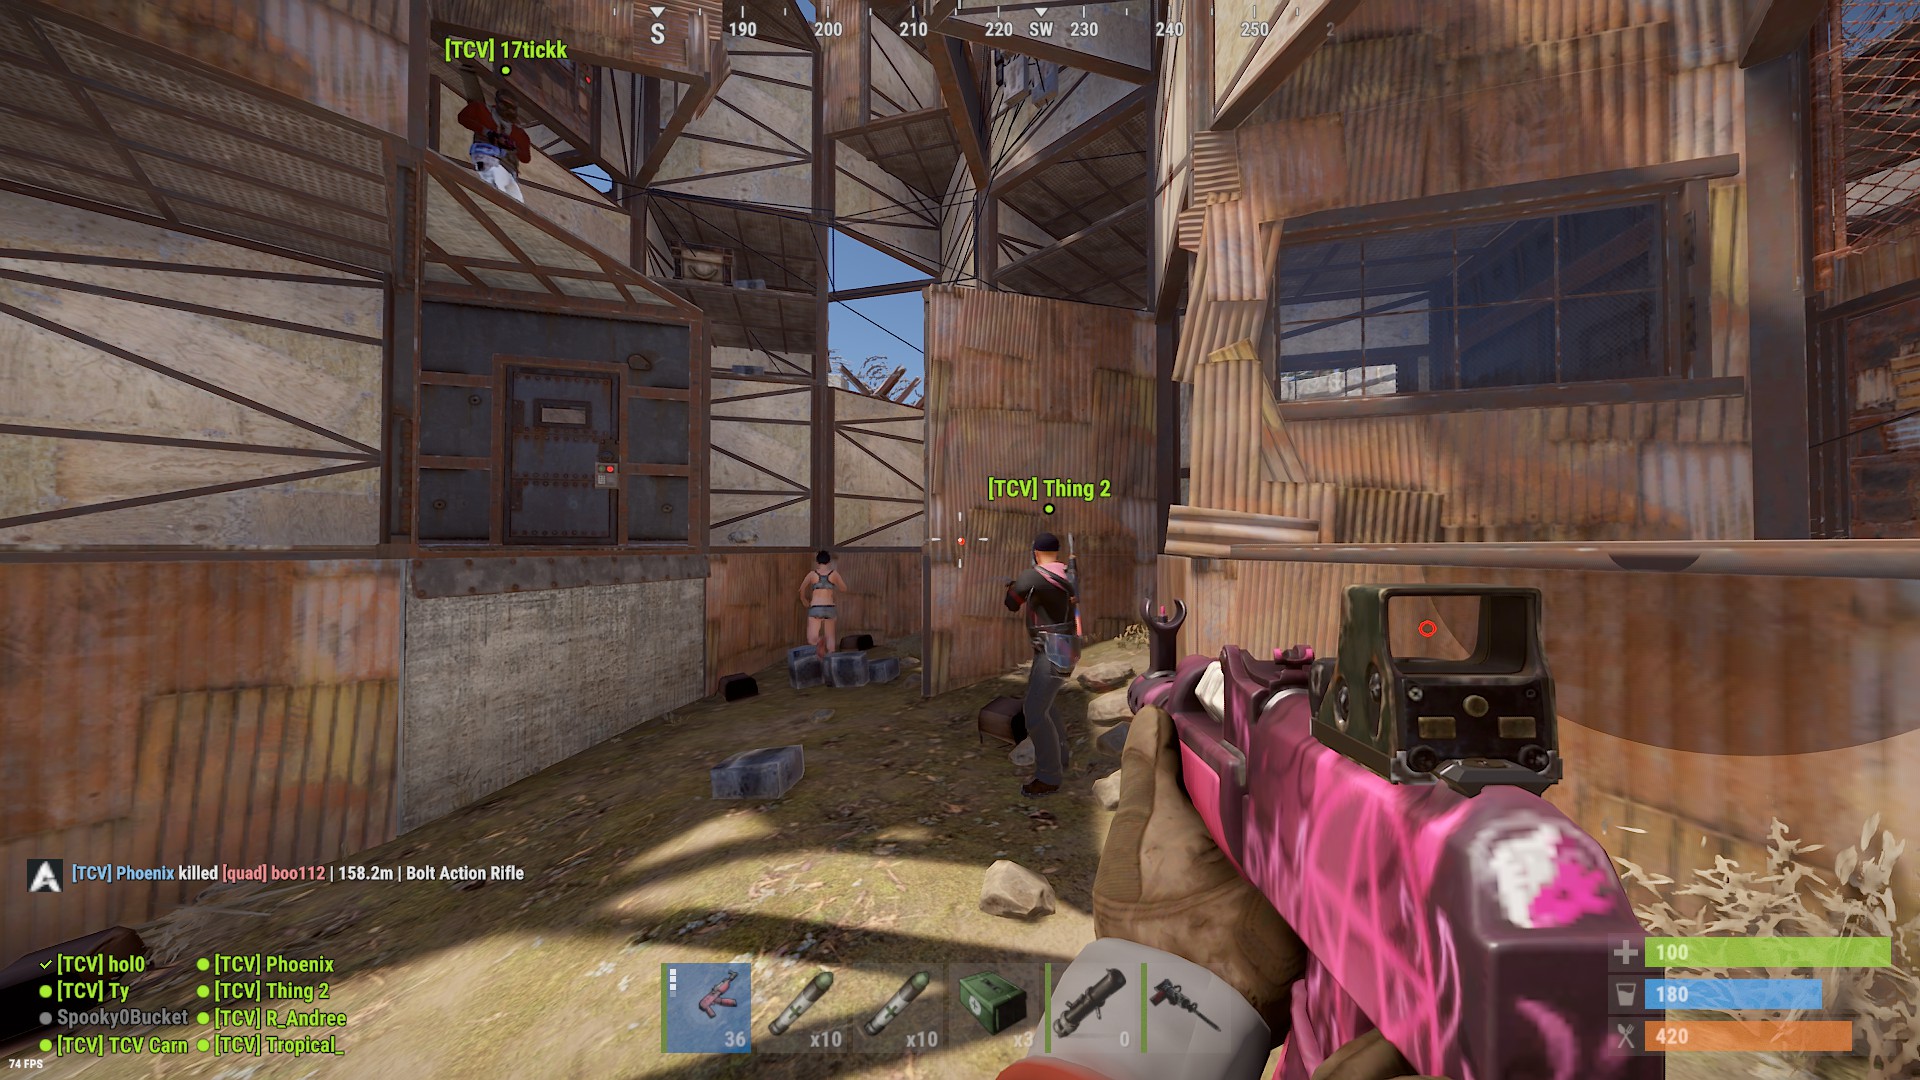 S 190 200 210 220 SW 230 240 250
[TCV] 17tickk
[TCV] Thing 2
[TCV] Phoenix killed [quad] boo112 | 158.2m | Bolt Action Rifle
[TCV] hol0 [TCV] Phoenix
[TCV] Ty [TCV] Thing 2
Spooky0Bucket [TCV] R_Andree
[TCV] TCV Carn [TCV] Tropical_
74 FPS
36 x10 x10 x3 0
100
180
420